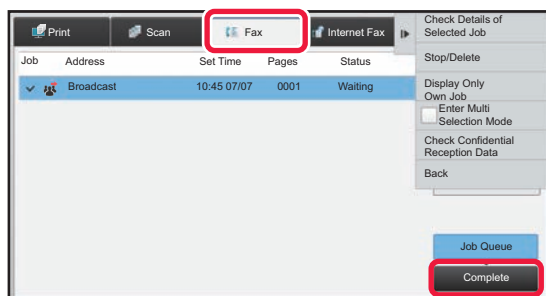 Print
Scan
Fax
Internet Fax
Job Address Set Time Pages Status
Broadcast 10:45 07/07 0001 Waiting
Check Details of
Selected Job
Stop/Delete
Display Only
Own Job
Enter Multi
Selection Mode
Check Confidential
Reception Data
Back
Job Queue
Complete